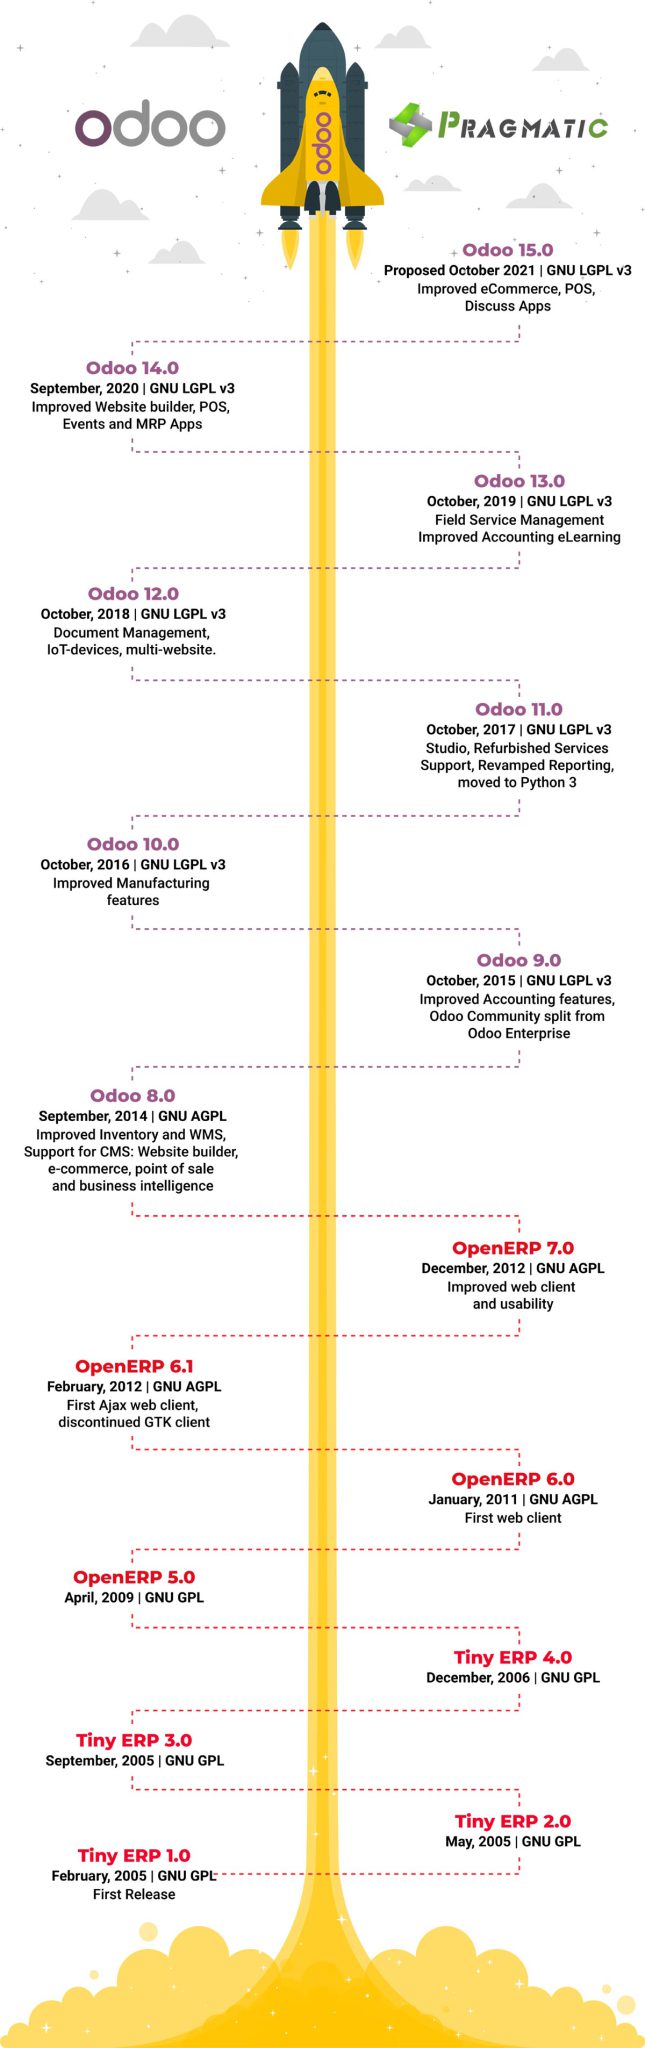 odoo
odoo
PRAGMATIC
Odoo 15.0
Proposed October 2021 | GNU LGPL v3
Improved eCommerce, POS,
Discuss Apps
Odoo 14.0
September, 2020 | GNU LGPL v3
Improved Website builder, POS,
Events and MRP Apps
Odoo 13.0
October, 2019 | GNU LGPL v3
Field Service Management
Improved Accounting eLearning
Odoo 12.0
October, 2018 | GNU LGPL v3
Document Management,
IoT-devices, multi-website.
Odoo 11.0
October, 2017 | GNU LGPL v3
Studio, Refurbished Services
Support, Revamped Reporting,
moved to Python 3
Odoo 10.0
October, 2016 | GNU LGPL v3
Improved Manufacturing
features
Odoo 9.0
October, 2015 | GNU LGPL v3
Improved Accounting features,
Odoo Community split from
Odoo Enterprise
Odoo 8.0
September, 2014 | GNU AGPL
Improved Inventory and WMS,
Support for CMS: Website builder,
e-commerce, point of sale
and business intelligence
OpenERP 7.0
December, 2012 | GNU AGPL
Improved web client
and usability
OpenERP 6.1
February, 2012 | GNU AGPL
First Ajax web client,
discontinued GTK client
OpenERP 6.0
January, 2011 | GNU AGPL
First web client
OpenERP 5.0
April, 2009 | GNU GPL
Tiny ERP 4.0
December, 2006 | GNU GPL
Tiny ERP 3.0
September, 2005 | GNU GPL
Tiny ERP 2.0
May, 2005 | GNU GPL
Tiny ERP 1.0
February, 2005 | GNU GPL
First Release